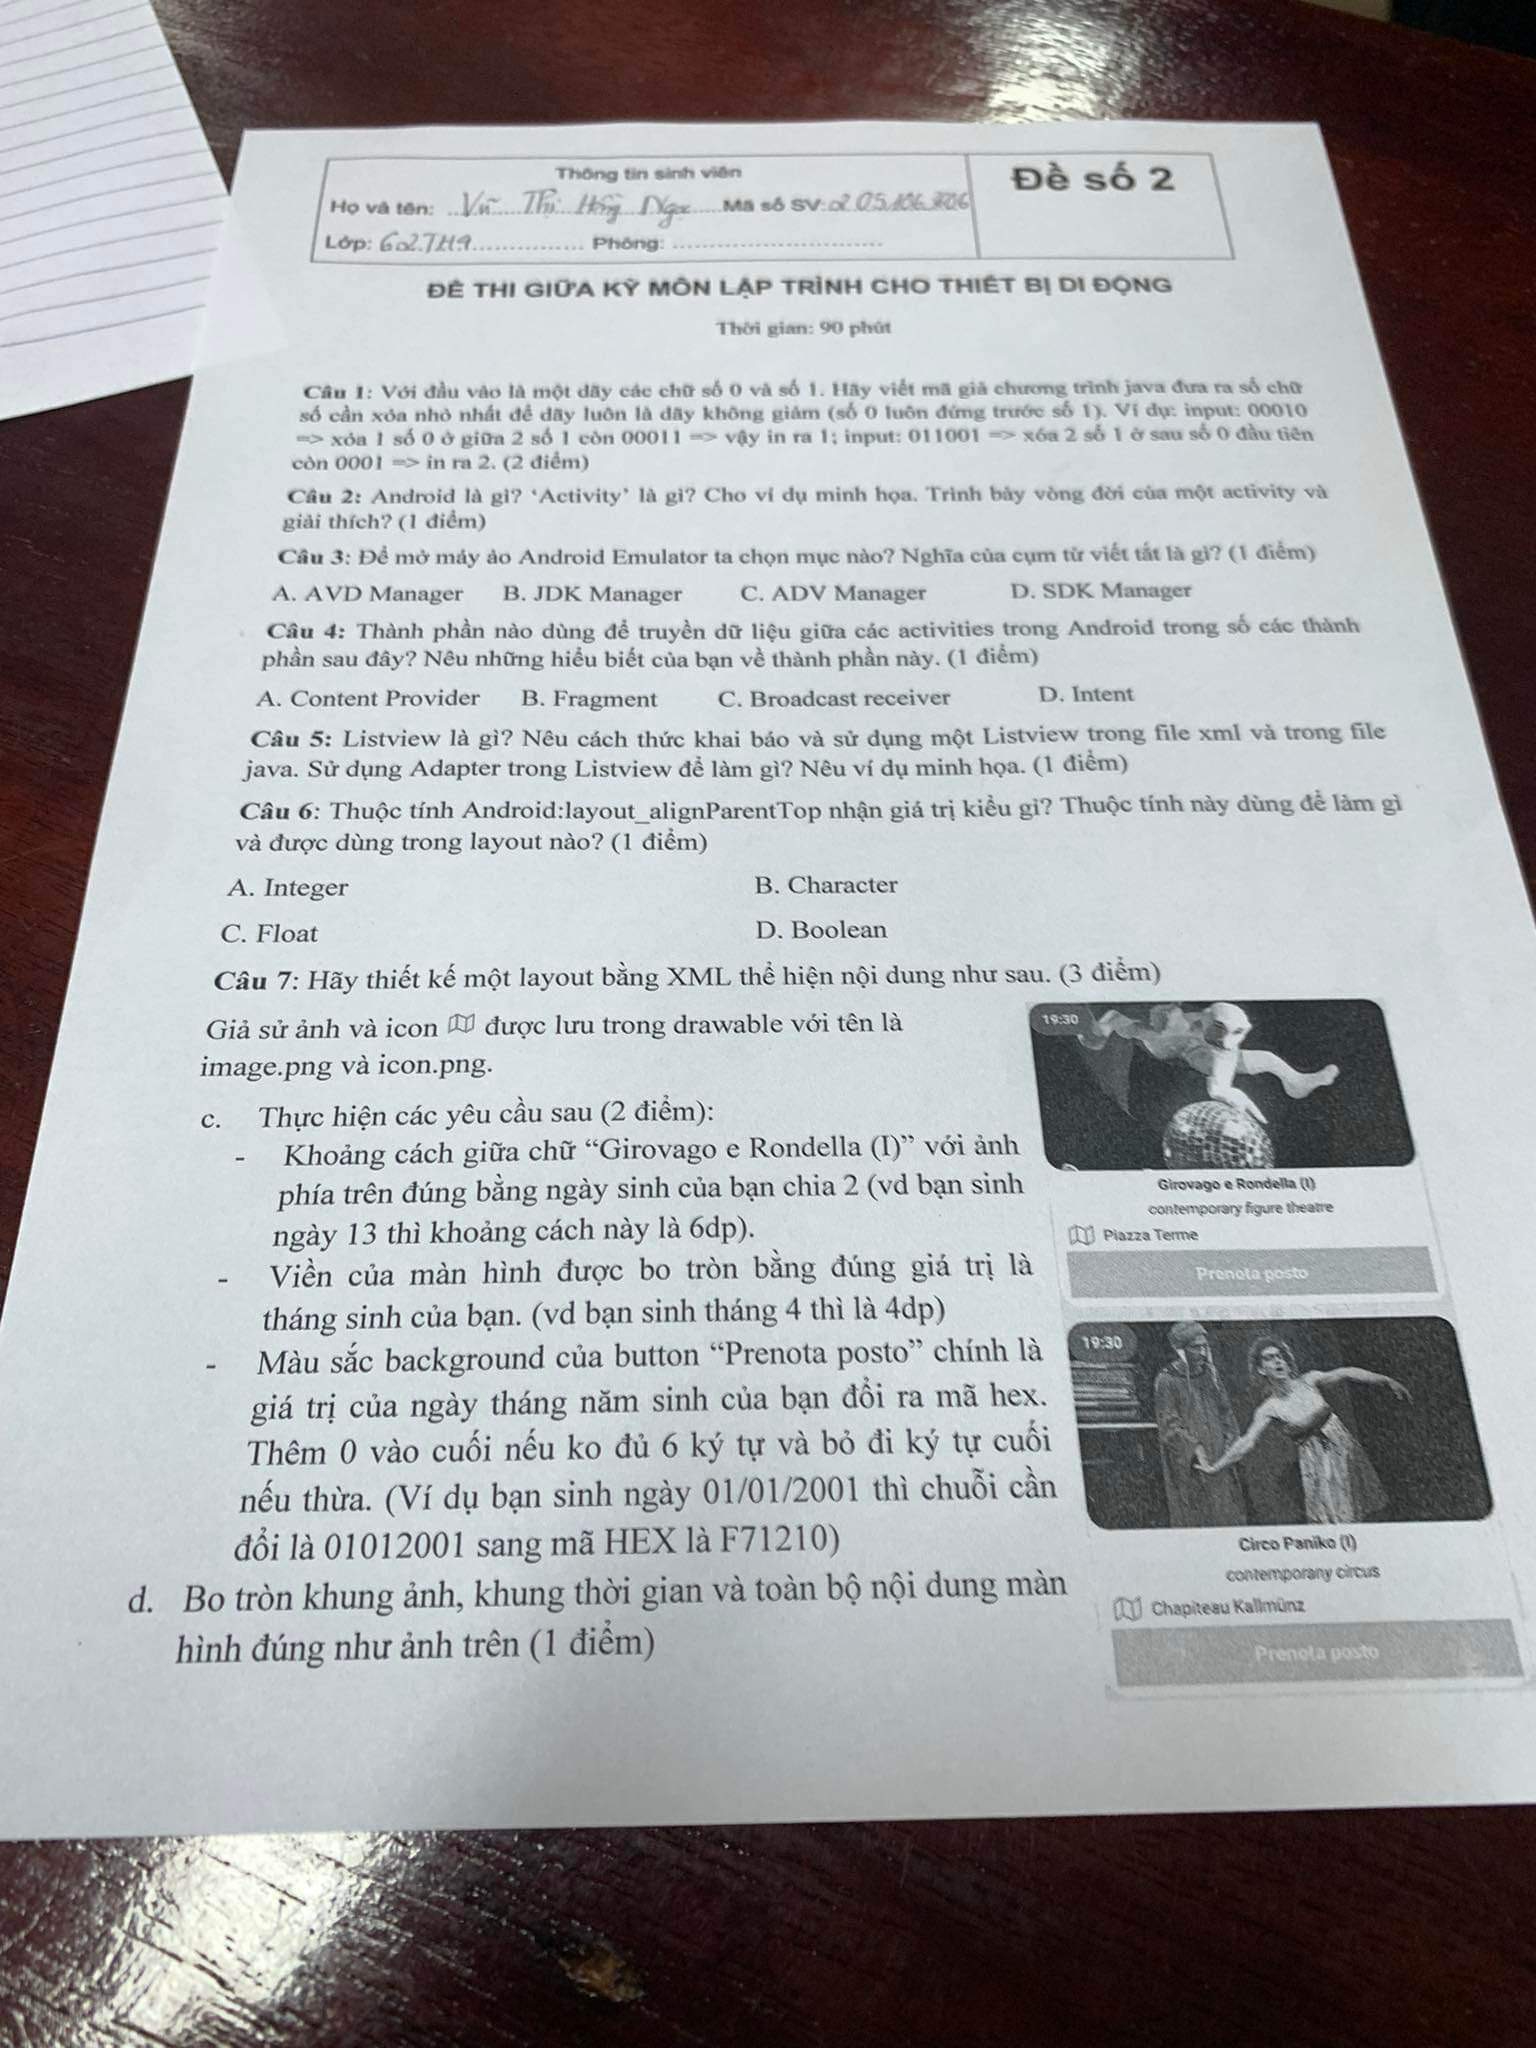 Thông tin sinh viên
Đề số 2
Họ và tên: Vũ Thị Hồng Ngọc Mã số SV: 205106
Lớp: 62TH9 Phòng:
ĐỀ THI GIỮA KỲ MÔN LẬP TRÌNH CHO THIẾT BỊ DI ĐỘNG
Thời gian: 90 phút
Câu 1: Với đầu vào là một dãy các chữ số 0 và số 1. Hãy viết mã giả chương trình java đưa ra số chữ
số cần xóa nhỏ nhất để dãy luôn là dãy không giảm (số 0 luôn đứng trước số 1). Ví dụ: input: 00010
=> xóa 1 số 0 ở giữa 2 số 1 còn 00011 => vậy in ra 1; input: 011001 => xóa 2 số 1 ở sau số 0 đầu tiên
còn 0001 => in ra 2. (2 điểm)
Câu 2: Android là gì? ‘Activity’ là gì? Cho ví dụ minh họa. Trình bày vòng đời của một activity và
giải thích? (1 điểm)
Câu 3: Để mở máy ảo Android Emulator ta chọn mục nào? Nghĩa của cụm từ viết tắt là gì? (1 điểm)
A. AVD Manager B. JDK Manager C. ADV Manager D. SDK Manager
Câu 4: Thành phần nào dùng để truyền dữ liệu giữa các activities trong Android trong số các thành
phần sau đây? Nêu những hiểu biết của bạn về thành phần này. (1 điểm)
A. Content Provider B. Fragment C. Broadcast receiver D. Intent
Câu 5: Listview là gì? Nêu cách thức khai báo và sử dụng một Listview trong file xml và trong file
java. Sử dụng Adapter trong Listview để làm gì? Nêu ví dụ minh họa. (1 điểm)
Câu 6: Thuộc tính Android:layout_alignParentTop nhận giá trị kiểu gì? Thuộc tính này dùng để làm gì
và được dùng trong layout nào? (1 điểm)
A. Integer B. Character
C. Float D. Boolean
Câu 7: Hãy thiết kế một layout bằng XML thể hiện nội dung như sau. (3 điểm)
Giả sử ảnh và icon được lưu trong drawable với tên là
image.png và icon.png.
c. Thực hiện các yêu cầu sau (2 điểm):
- Khoảng cách giữa chữ “Girovago e Rondella (I)” với ảnh
phía trên đúng bằng ngày sinh của bạn chia 2 (vd bạn sinh
ngày 13 thì khoảng cách này là 6dp).
- Viền của màn hình được bo tròn bằng đúng giá trị là
tháng sinh của bạn. (vd bạn sinh tháng 4 thì là 4dp)
- Màu sắc background của button “Prenota posto” chính là
giá trị của ngày tháng năm sinh của bạn đổi ra mã hex.
Thêm 0 vào cuối nếu ko đủ 6 ký tự và bỏ đi ký tự cuối
nếu thừa. (Ví dụ bạn sinh ngày 01/01/2001 thì chuỗi cần
đổi là 01012001 sang mã HEX là F71210)
d. Bo tròn khung ảnh, khung thời gian và toàn bộ nội dung màn
hình đúng như ảnh trên (1 điểm)
19:30
Girovago e Rondella (I)
contemporary figure theatre
Piazza Terme
Prenota posto
19:30
Circo Paniko (I)
contemporany circus
Chapiteau Kallmünz
Prenota posto